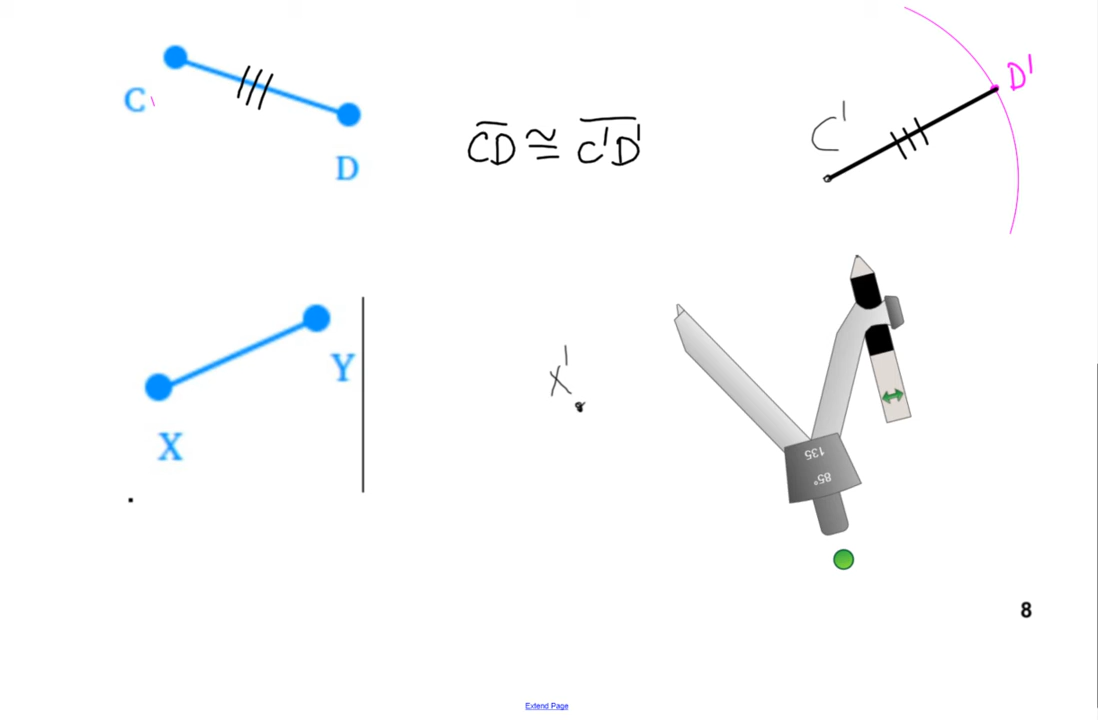 C'
D
CD ≅ C'D'
C'
D'
X
Y
X'
135
85°
8
Extend Page